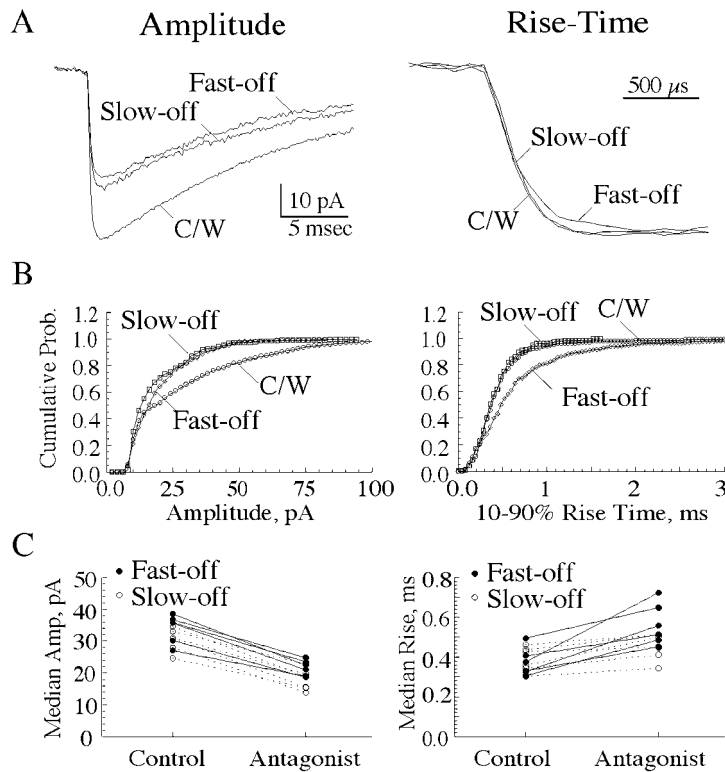 A
Amplitude
Rise-Time
Fast-off
Slow-off
C/W
10 pA
5 msec
500 µs
Slow-off
Fast-off
C/W
B
Cumulative Prob.
1.2
1.0
0.8
0.6
0.4
0.2
0.0
Slow-off
C/W
Fast-off
0.0
25
50
75
100
Amplitude, pA
1.2
1.0
0.8
0.6
0.4
0.2
0.0
Slow-off
C/W
Fast-off
0.0
1
2
3
10-90% Rise Time, ms
C
Median Amp, pA
50
40
30
20
10
0
Fast-off
Slow-off
Control
Antagonist
Median Rise, ms
0.8
0.6
0.4
0.2
0.0
Fast-off
Slow-off
Control
Antagonist